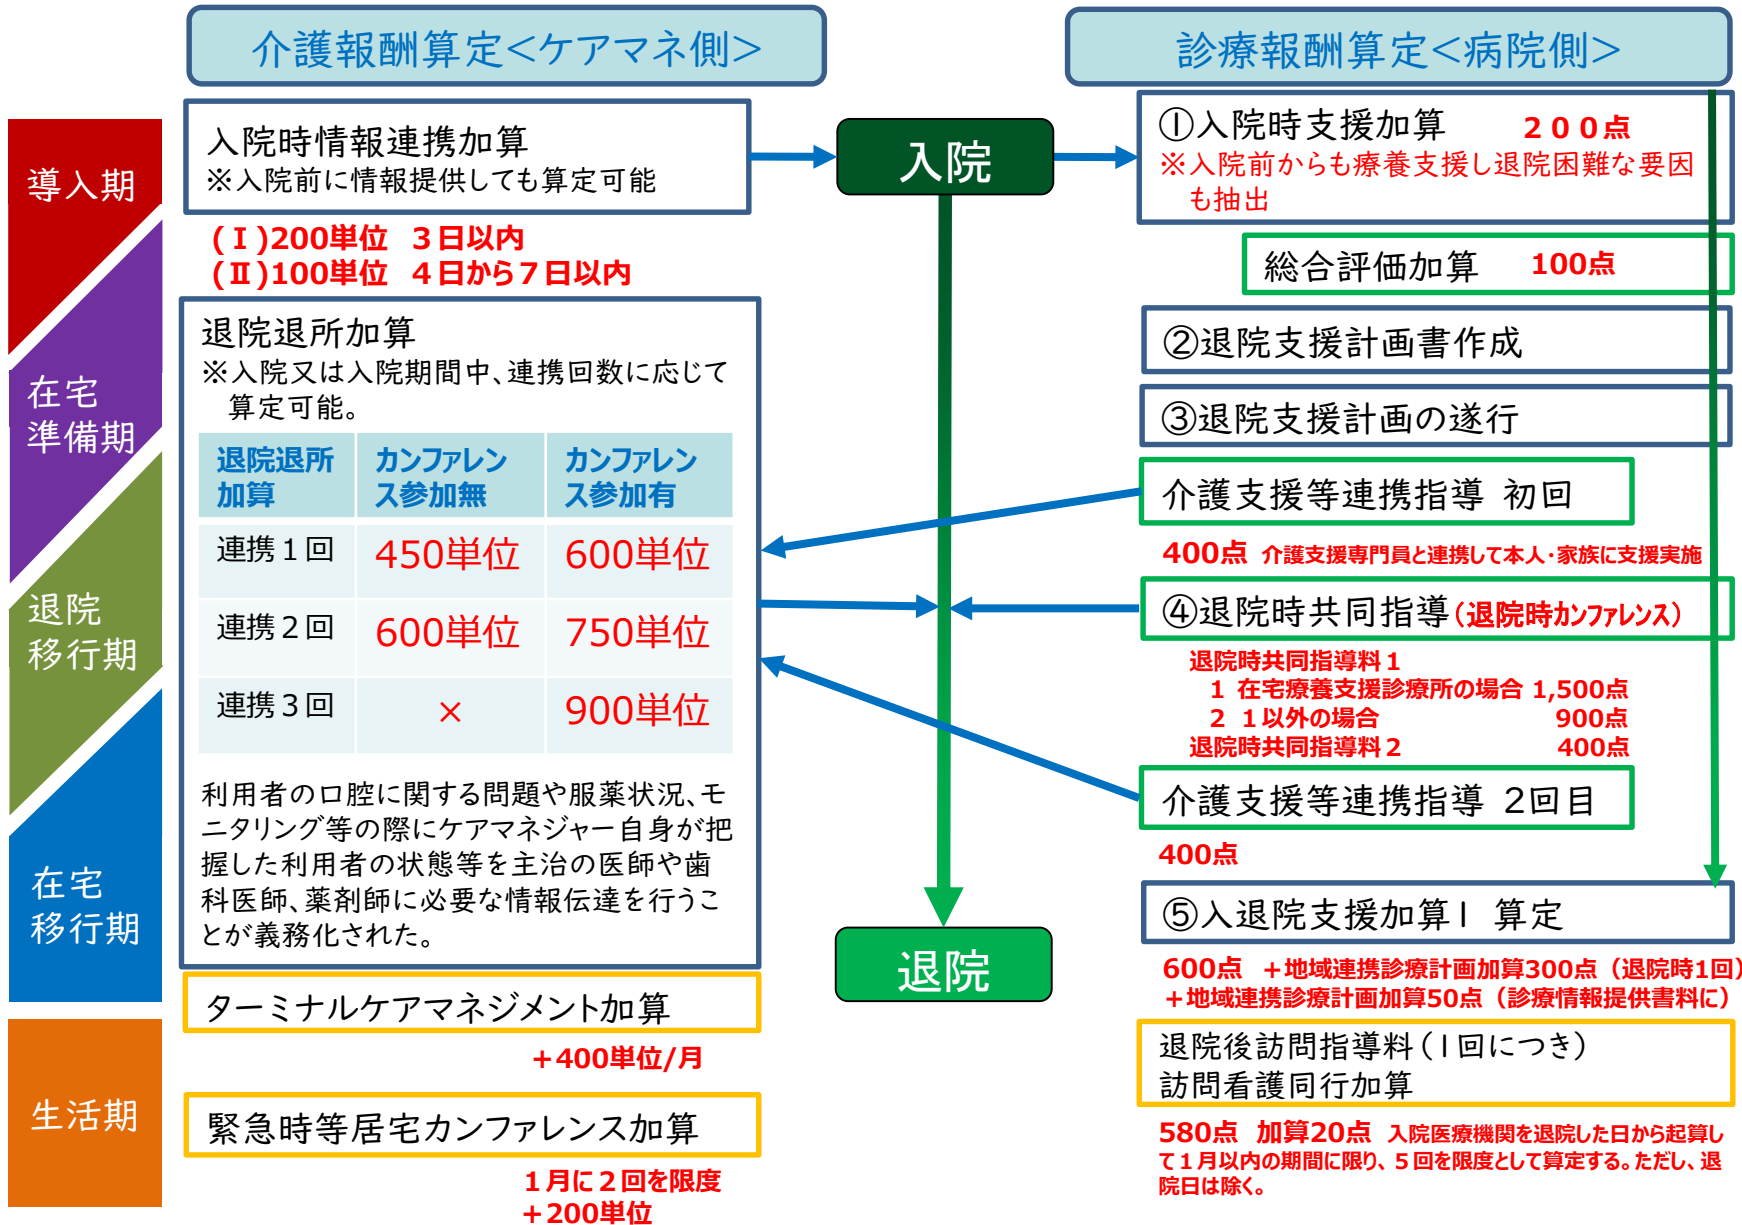 介護報酬算定<ケアマネ側>
診療報酬算定<病院側>
導入期
在宅
準備期
退院
移行期
在宅
移行期
生活期
入院時情報連携加算
※入院前に情報提供しても算定可能
(Ⅰ)200単位 3日以内
(Ⅱ)100単位 4日から7日以内
退院退所加算
※入院又は入院期間中、連携回数に応じて
算定可能。
退院退所
加算
カンファレン
ス参加無
カンファレン
ス参加有
連携1回 450単位 600単位
連携2回 600単位 750単位
連携3回 × 900単位
利用者の口腔に関する問題や服薬状況、モ
ニタリング等の際にケアマネジャー自身が把
握した利用者の状態等を主治の医師や歯
科医師、薬剤師に必要な情報伝達を行うこ
とが義務化された。
ターミナルケアマネジメント加算
+400単位/月
緊急時等居宅カンファレンス加算
1月に2回を限度
+200単位
入院
退院
①入院時支援加算 200点
※入院前からも療養支援し退院困難な要因
も抽出
総合評価加算 100点
②退院支援計画書作成
③退院支援計画の遂行
介護支援等連携指導 初回
400点 介護支援専門員と連携して本人・家族に支援実施
④退院時共同指導(退院時カンファレンス)
退院時共同指導料1
1 在宅療養支援診療所の場合 1,500点
2 1以外の場合 900点
退院時共同指導料2 400点
介護支援等連携指導 2回目
400点
⑤入退院支援加算1 算定
600点 +地域連携診療計画加算300点(退院時1回)
+地域連携診療計画加算50点(診療情報提供書料に)
退院後訪問指導料(1回につき)
訪問看護同行加算
580点 加算20点 入院医療機関を退院した日から起算し
て1月以内の期間に限り、5回を限度として算定する。ただし、退
院日は除く。